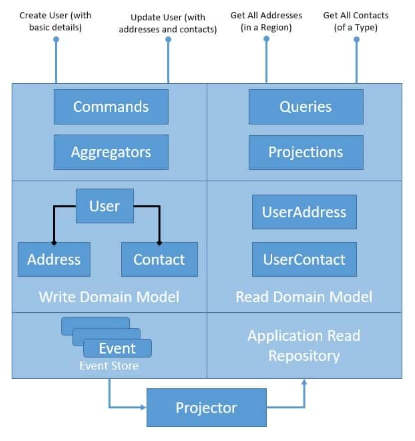 Create User (with
basic details)
Update User (with
addresses and contacts)
Get All Addresses
(in a Region)
Get All Contacts
(of a Type)
Commands
Queries
Aggregators
Projections
User
Address
Contact
Write Domain Model
UserAddress
UserContact
Read Domain Model
Event
Event Store
Application Read
Repository
Projector